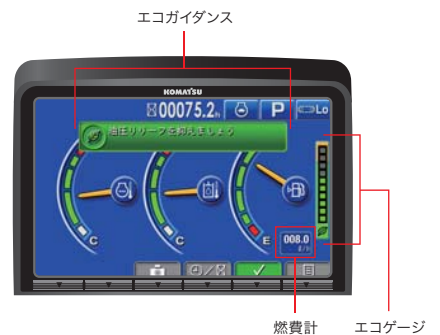 エコガイダンス
KOMATSU
00075.2h
P
Lo
油圧リリーフを抑えましょう
C
C
E
008.0
燃費計
エコゲージ